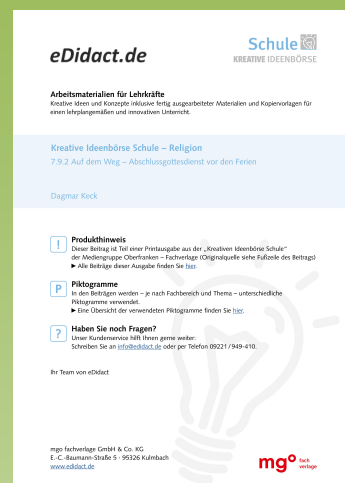 eDidact.de
Schule
KREATIVE IDEENBÖRSE
Arbeitsmaterialien für Lehrkräfte
Kreative Ideen und Konzepte inklusive fertig ausgearbeiteter Materialien und Kopiervorlagen für
einen lehrplangemäßen und innovativen Unterricht.
Kreative Ideenbörse Schule – Religion
7.9.2 Auf dem Weg – Abschlussgottesdienst vor den Ferien
Dagmar Keck
!
Produkthinweis
Dieser Beitrag ist Teil einer Printausgabe aus der „Kreativen Ideenbörse Schule“
der Mediengruppe Oberfranken – Fachverlage (Originalquelle siehe Fußzeile des Beitrags)
▶ Alle Beiträge dieser Ausgabe finden Sie hier.
P
Piktogramme
In den Beiträgen werden – je nach Fachbereich und Thema – unterschiedliche
Piktogramme verwendet.
▶ Eine Übersicht der verwendeten Piktogramme finden Sie hier.
?
Haben Sie noch Fragen?
Unser Kundenservice hilft Ihnen gerne weiter:
Schreiben Sie an info@edidact.de oder per Telefon 09221/949-410.
Ihr Team von eDidact
mgo fachverlage GmbH & Co. KG
E.-C.-Baumann-Straße 5 · 95326 Kulmbach
www.edidact.de
mgo fach
verlage